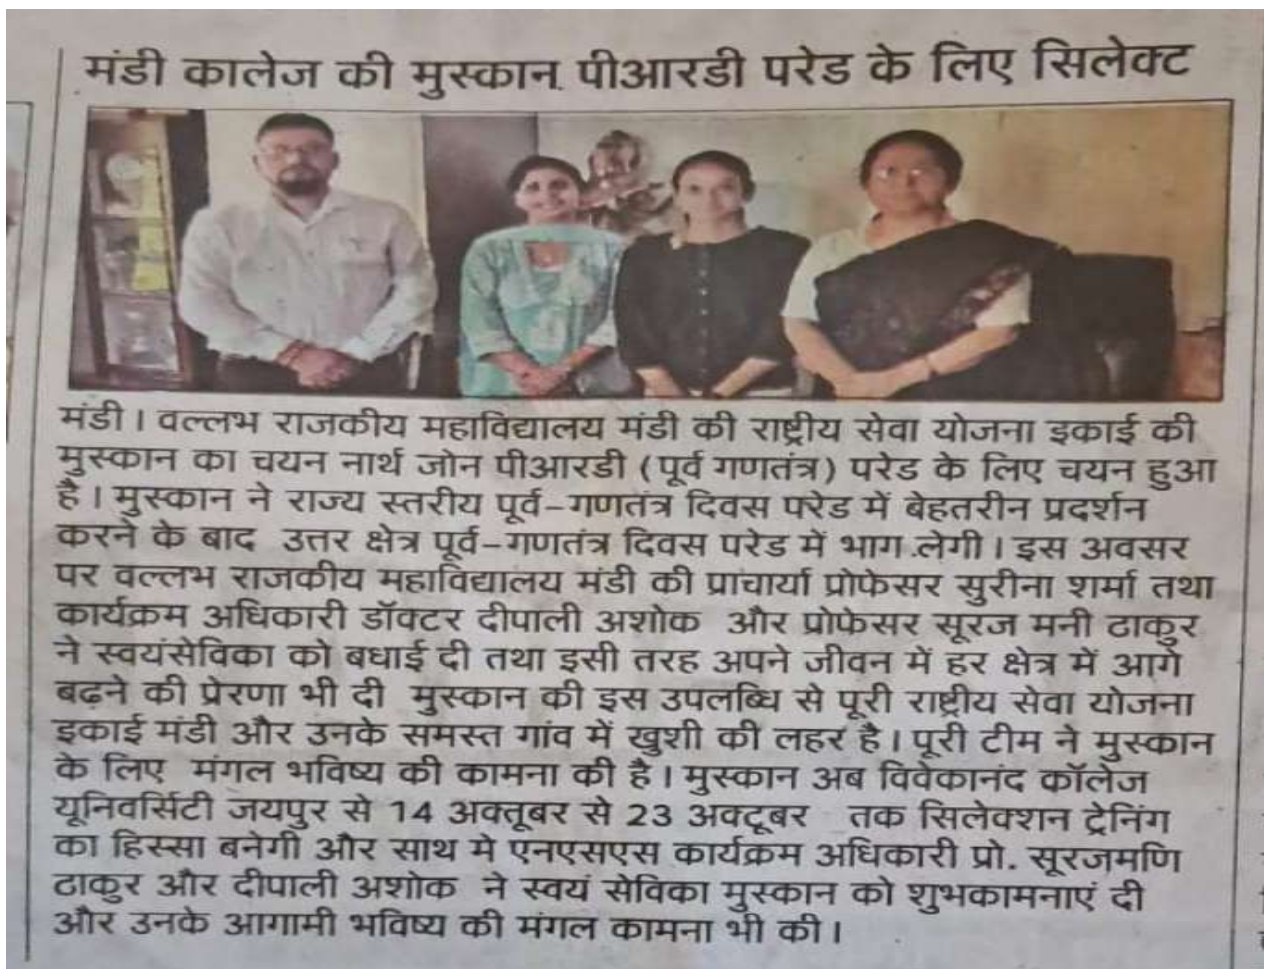 मंडी कालेज की मुस्कान पीआरडी परेड के लिए सिलेक्ट
मंडी। वल्लभ राजकीय महाविद्यालय मंडी की राष्ट्रीय सेवा योजना इकाई की
मुस्कान का चयन नार्थ जोन पीआरडी (पूर्व गणतंत्र) परेड के लिए चयन हुआ
है। मुस्कान ने राज्य स्तरीय पूर्व-गणतंत्र दिवस परेड में बेहतरीन प्रदर्शन
करने के बाद उत्तर क्षेत्र पूर्व-गणतंत्र दिवस परेड में भाग लेगी। इस अवसर
पर वल्लभ राजकीय महाविद्यालय मंडी की प्राचार्या प्रोफेसर सुरीना शर्मा तथा
कार्यक्रम अधिकारी डॉक्टर दीपाली अशोक और प्रोफेसर सूरज मनी ठाकुर
ने स्वयंसेविका को बधाई दी तथा इसी तरह अपने जीवन में हर क्षेत्र में आगे
बढ़ने की प्रेरणा भी दी मुस्कान की इस उपलब्धि से पूरी राष्ट्रीय सेवा योजना
इकाई मंडी और उनके समस्त गांव में खुशी की लहर है। पूरी टीम ने मुस्कान
के लिए मंगल भविष्य की कामना की है। मुस्कान अब विवेकानंद कॉलेज
यूनिवर्सिटी जयपुर से 14 अक्तूबर से 23 अक्टूबर तक सिलेक्शन ट्रेनिंग
का हिस्सा बनेगी और साथ मे एनएसएस कार्यक्रम अधिकारी प्रो. सूरजमणि
ठाकुर और दीपाली अशोक ने स्वयं सेविका मुस्कान को शुभकामनाएं दी
और उनके आगामी भविष्य की मंगल कामना भी की।